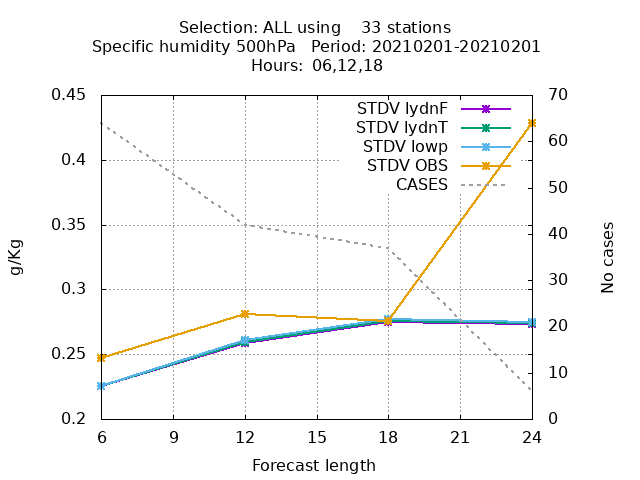 Selection: ALL using    33 stations
Specific humidity 500hPa   Period: 20210201-20210201
Hours: 06,12,18
STDV lydnF
STDV lydnT
STDV lowp
STDV OBS
CASES
g/Kg
0.45
0.4
0.35
0.3
0.25
0.2
70
60
50
40
30
20
10
0
No cases
6 9 12 15 18 21 24
Forecast length